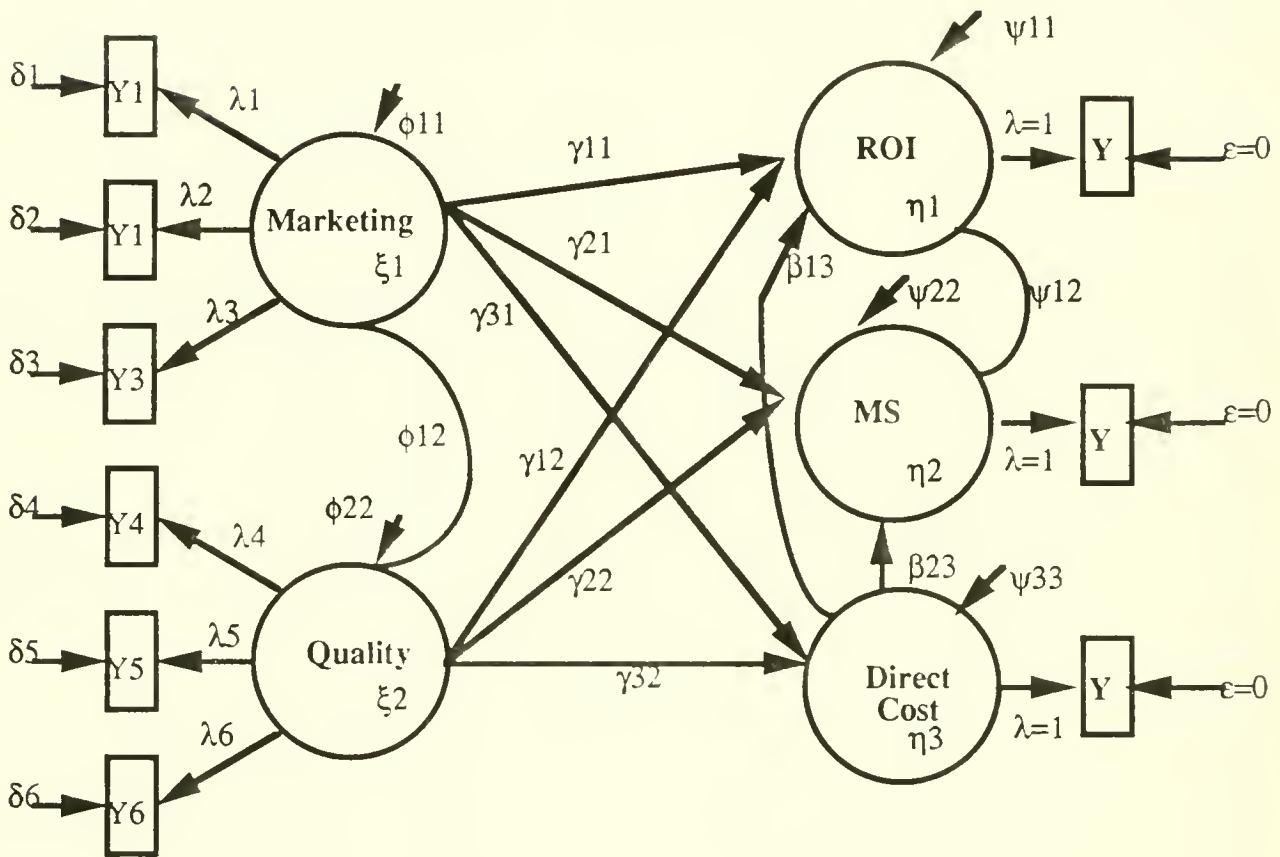 δ1
Y1
λ1
δ2
Y1
λ2
δ3
Y3
λ3
φ11
Marketing
ξ1
φ12
δ4
Y4
λ4
δ5
Y5
λ5
δ6
Y6
λ6
φ22
Quality
ξ2
γ11
γ21
γ31
γ12
γ22
γ32
β13
β23
ψ11
ROI
η1
λ=1
Y
ε=0
ψ12
ψ22
MS
η2
λ=1
Y
ε=0
ψ33
Direct
Cost
η3
λ=1
Y
ε=0